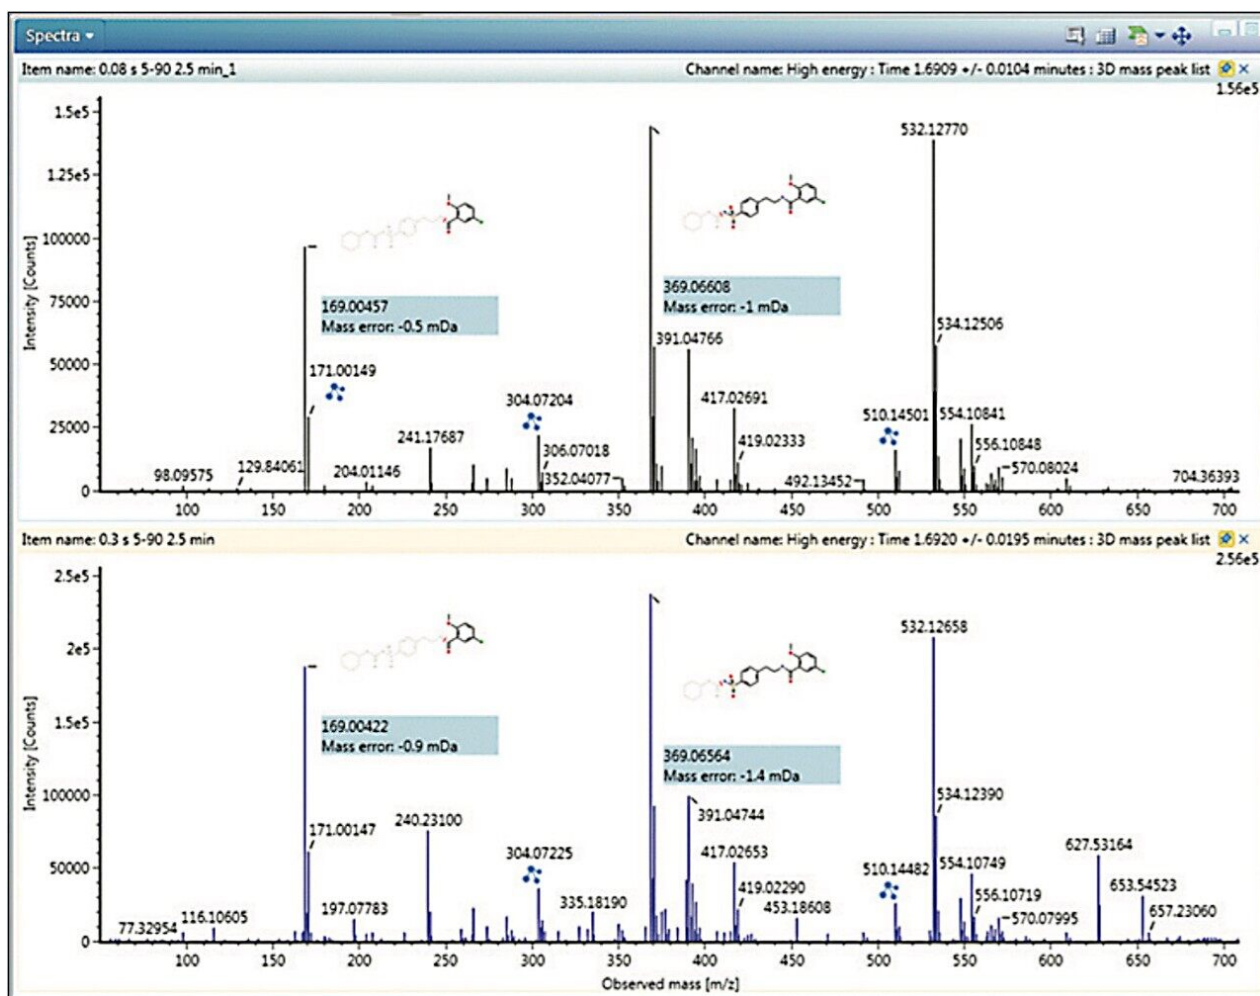 Spectra
Item name: 0.08 s 5-90 2.5 min_1
Channel name: High energy : Time 1.6909 +/- 0.0104 minutes : 3D mass peak list
1.56e5
Intensity [Counts]
1.5e5
1.25e5
100000
75000
50000
25000
0
169.00457
Mass error: -0.5 mDa
369.06608
Mass error: -1 mDa
532.12770
534.12506
391.04766
171.00149
304.07204
417.02691
510.14501
554.10841
241.17687
306.07018
419.02333
556.10848
98.09575
129.84061
204.01146
352.04077
492.13452
570.08024
704.36393
100 150 200 250 300 350 400 450 500 550 600 650 700
Item name: 0.3 s 5-90 2.5 min
Channel name: High energy : Time 1.6920 +/- 0.0195 minutes : 3D mass peak list
2.56e5
Intensity [Counts]
2.5e5
2e5
1.5e5
100000
50000
0
169.00422
Mass error: -0.9 mDa
369.06564
Mass error: -1.4 mDa
532.12658
534.12390
391.04744
240.23100
171.00147
304.07225
417.02653
510.14482
554.10749
627.53164
653.54523
77.32954
116.10605
197.07783
335.18190
419.02290
453.18608
556.10719
570.07995
657.23060
100 150 200 250 300 350 400 450 500 550 600 650 700
Observed mass [m/z]